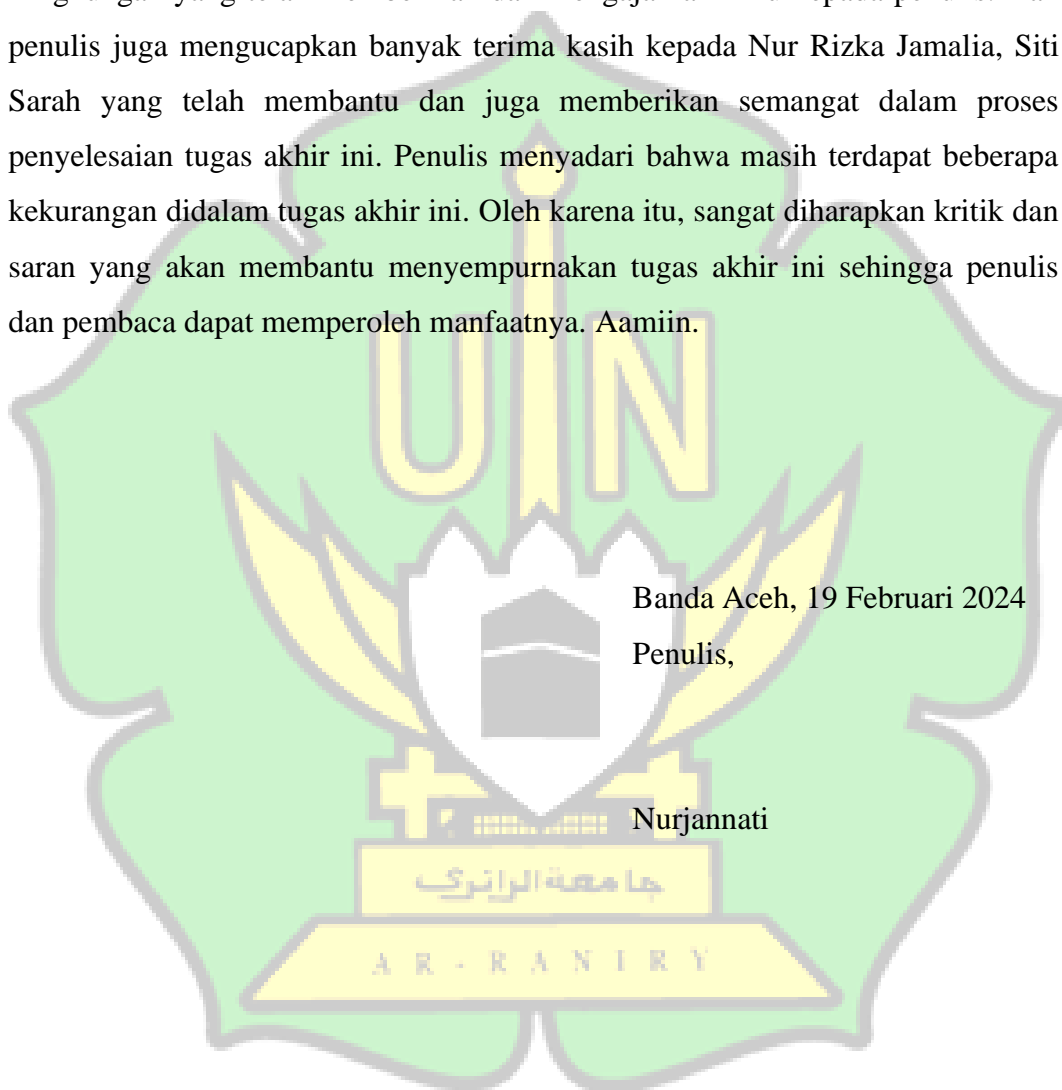 penulis juga mengucapkan banyak terima kasih kepada Nur Rizka Jamalia, Siti
Sarah yang telah membantu dan juga memberikan semangat dalam proses
penyelesaian tugas akhir ini. Penulis menyadari bahwa masih terdapat beberapa
kekurangan didalam tugas akhir ini. Oleh karena itu, sangat diharapkan kritik dan
saran yang akan membantu menyempurnakan tugas akhir ini sehingga penulis
dan pembaca dapat memperoleh manfaatnya. Aamiin.
UIN
Banda Aceh, 19 Februari 2024
Penulis,
Nurjannati
جامعة الرانري
AR-RANIRY